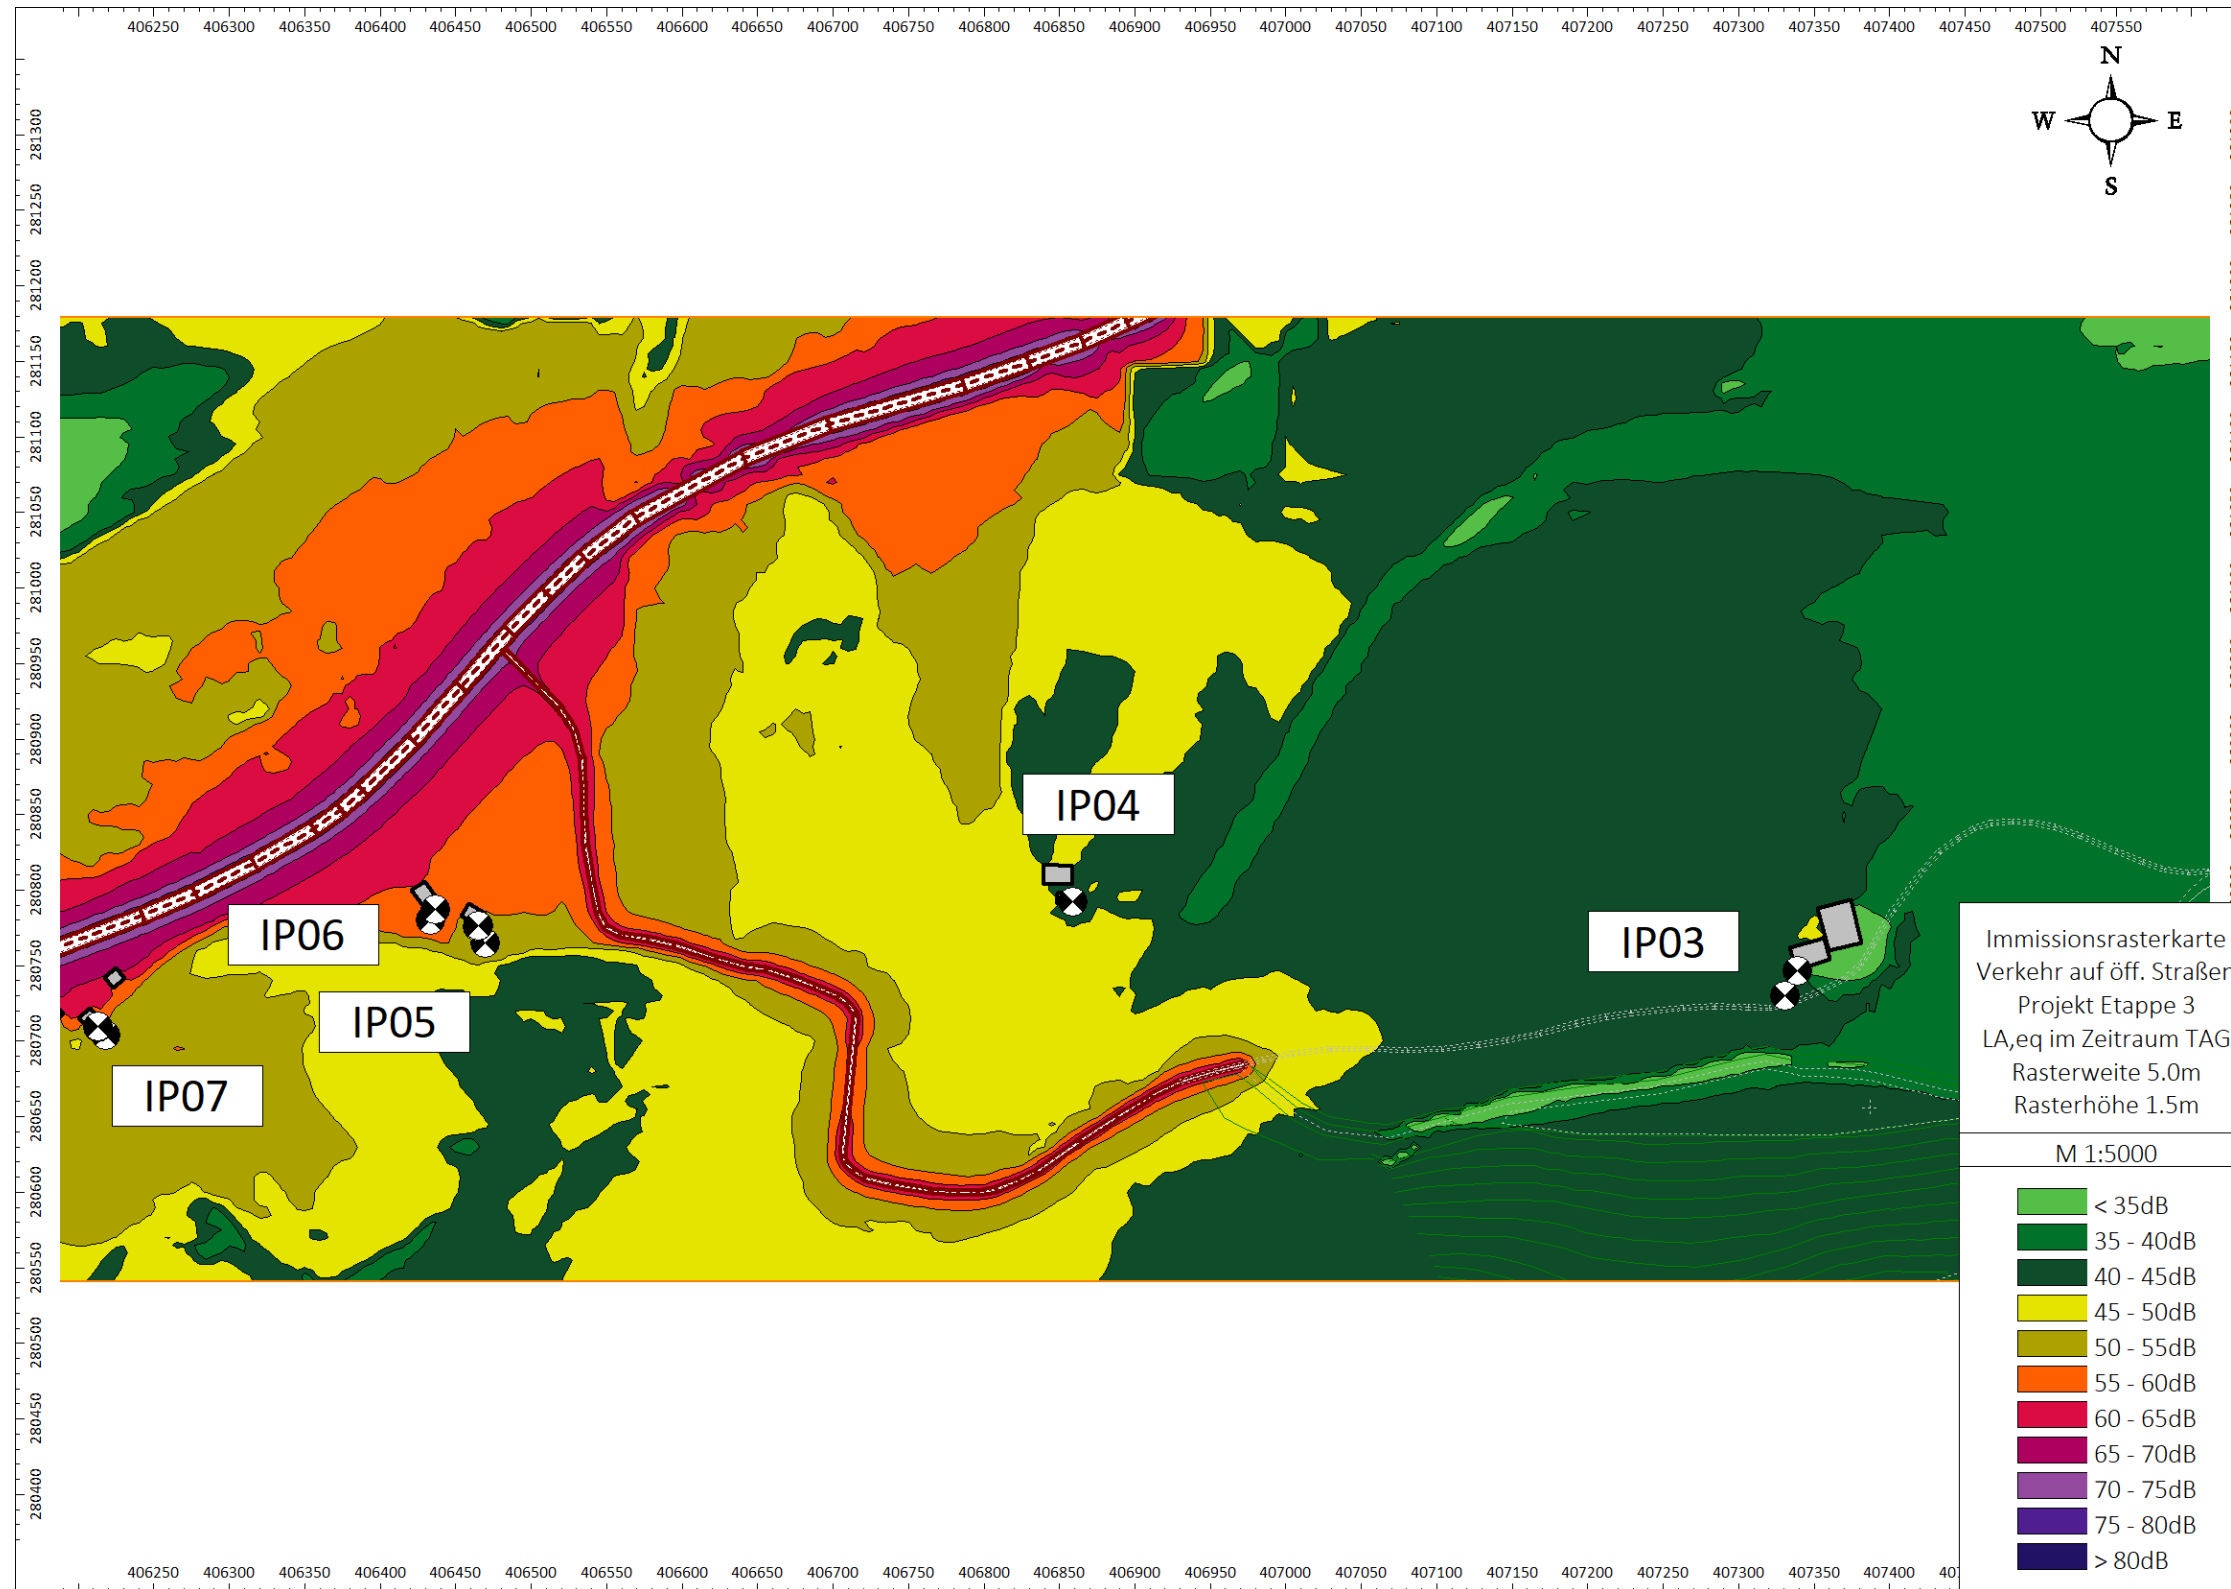 406250 406300 406350 406400 406450 406500 406550 406600 406650 406700 406750 406800 406850 406900 406950 407000 407050 407100 407150 407200 407250 407300 407350 407400 407450 407500 407550
N
W E
S
281300
281250
281200
281150
281100
281050
281000
280950
280900
280850
280800
280750
280700
280650
280600
280550
280500
280450
280400
IP04
IP06
IP03
IP05
IP07
Immissionsrasterkarte
Verkehr auf öff. Straßen
Projekt Etappe 3
LA,eq im Zeitraum TAG
Rasterweite 5.0m
Rasterhöhe 1.5m
M 1:5000
< 35dB
35 - 40dB
40 - 45dB
45 - 50dB
50 - 55dB
55 - 60dB
60 - 65dB
65 - 70dB
70 - 75dB
75 - 80dB
> 80dB
406250 406300 406350 406400 406450 406500 406550 406600 406650 406700 406750 406800 406850 406900 406950 407000 407050 407100 407150 407200 407250 407300 407350 407400